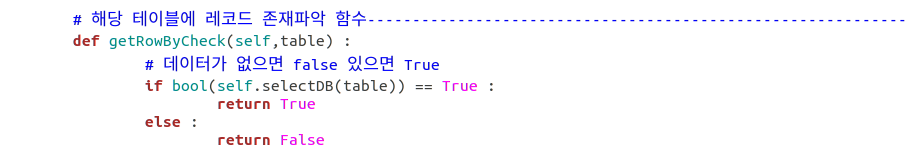 # 해당 테이블에 레코드 존재파악 함수------------------------------------------------------------
def getRowByCheck(self,table) :
# 데이터가 없으면 false 있으면 True
if bool(self.selectDB(table)) == True :
return True
else :
return False